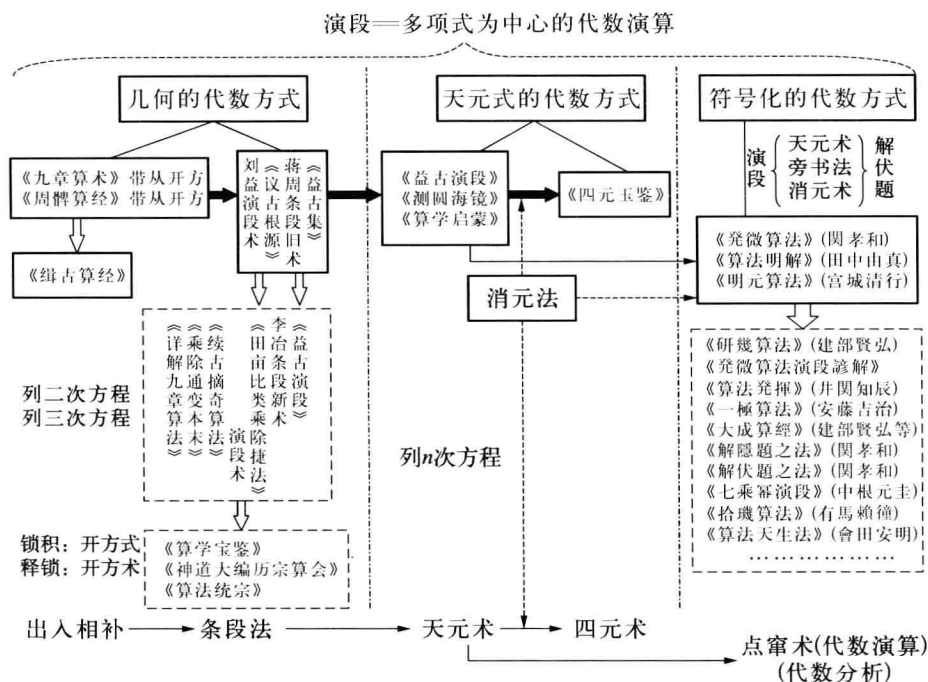 演段══多项式为中心的代数演算
几何的代数方式
《九章算术》带从开方
《周髀算经》带从开方
《缉古算经》
《益古集》
蒋周条段旧术
《议古根源》
刘益演段术
列二次方程
列三次方程
《益古演段》
李冶条段新术
《田亩比类乘除捷法》
演段术
《续古摘奇算法》
《乘除通变本末》
《详解九章算法》
锁积：开方式
释锁：开方术
《算学宝鉴》
《神道大编历宗算会》
《算法统宗》
天元式的代数方式
《益古演段》
《测圆海镜》
《算学启蒙》
《四元玉鉴》
消元法
列n次方程
符号化的代数方式
演段
天元术
旁书法
消元术
解伏题
《発微算法》(関孝和)
《算法明解》(田中由真)
《明元算法》(宫城清行)
《研幾算法》(建部賢弘)
《発微算法演段諺解》
《算法発揮》(井関知辰)
《一極算法》(安藤吉治)
《大成算經》(建部賢弘等)
《解隠題之法》(関孝和)
《解伏題之法》(関孝和)
《七乘幂演段》(中根元圭)
《拾璣算法》(有馬頼徸)
《算法天生法》(會田安明)
………………
出入相补
条段法
天元术
四元术
点窜术(代数演算)
(代数分析)